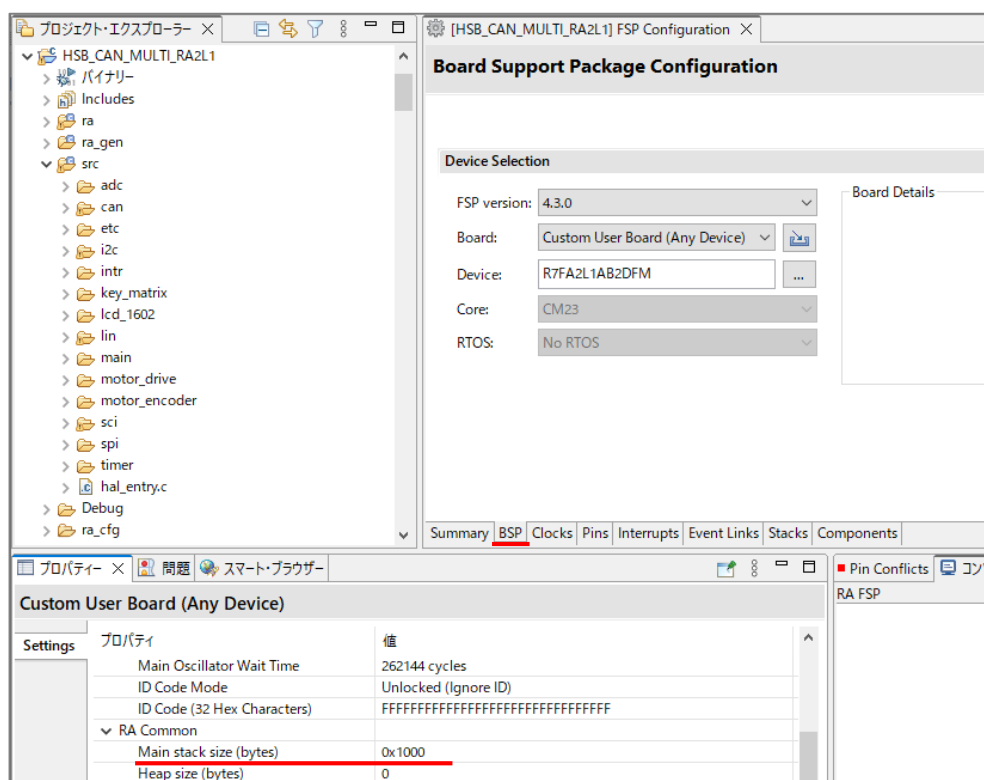 プロジェクト・エクスプローラー
HSB_CAN_MULTI_RA2L1
バイナリー
Includes
ra
ra_gen
src
adc
can
etc
i2c
intr
key_matrix
lcd_1602
lin
main
motor_drive
motor_encoder
sci
spi
timer
hal_entry.c
Debug
ra_cfg
[HSB_CAN_MULTI_RA2L1] FSP Configuration
Board Support Package Configuration
Device Selection
FSP version: 4.3.0
Board: Custom User Board (Any Device)
Device: R7FA2L1AB2DFM ...
Core: CM23
RTOS: No RTOS
Board Details
Summary BSP Clocks Pins Interrupts Event Links Stacks Components
プロパティー 問題 スマート・ブラウザー
Custom User Board (Any Device)
Settings
プロパティ 値
Main Oscillator Wait Time 262144 cycles
ID Code Mode Unlocked (Ignore ID)
ID Code (32 Hex Characters) FFFFFFFFFFFFFFFFFFFFFFFFFFFFFFFF
RA Common
Main stack size (bytes) 0x1000
Heap size (bytes) 0
Pin Conflicts
RA FSP